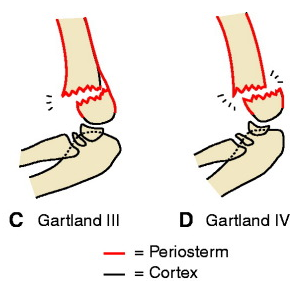 C Gartland III D Gartland IV
= Periosterm
= Cortex